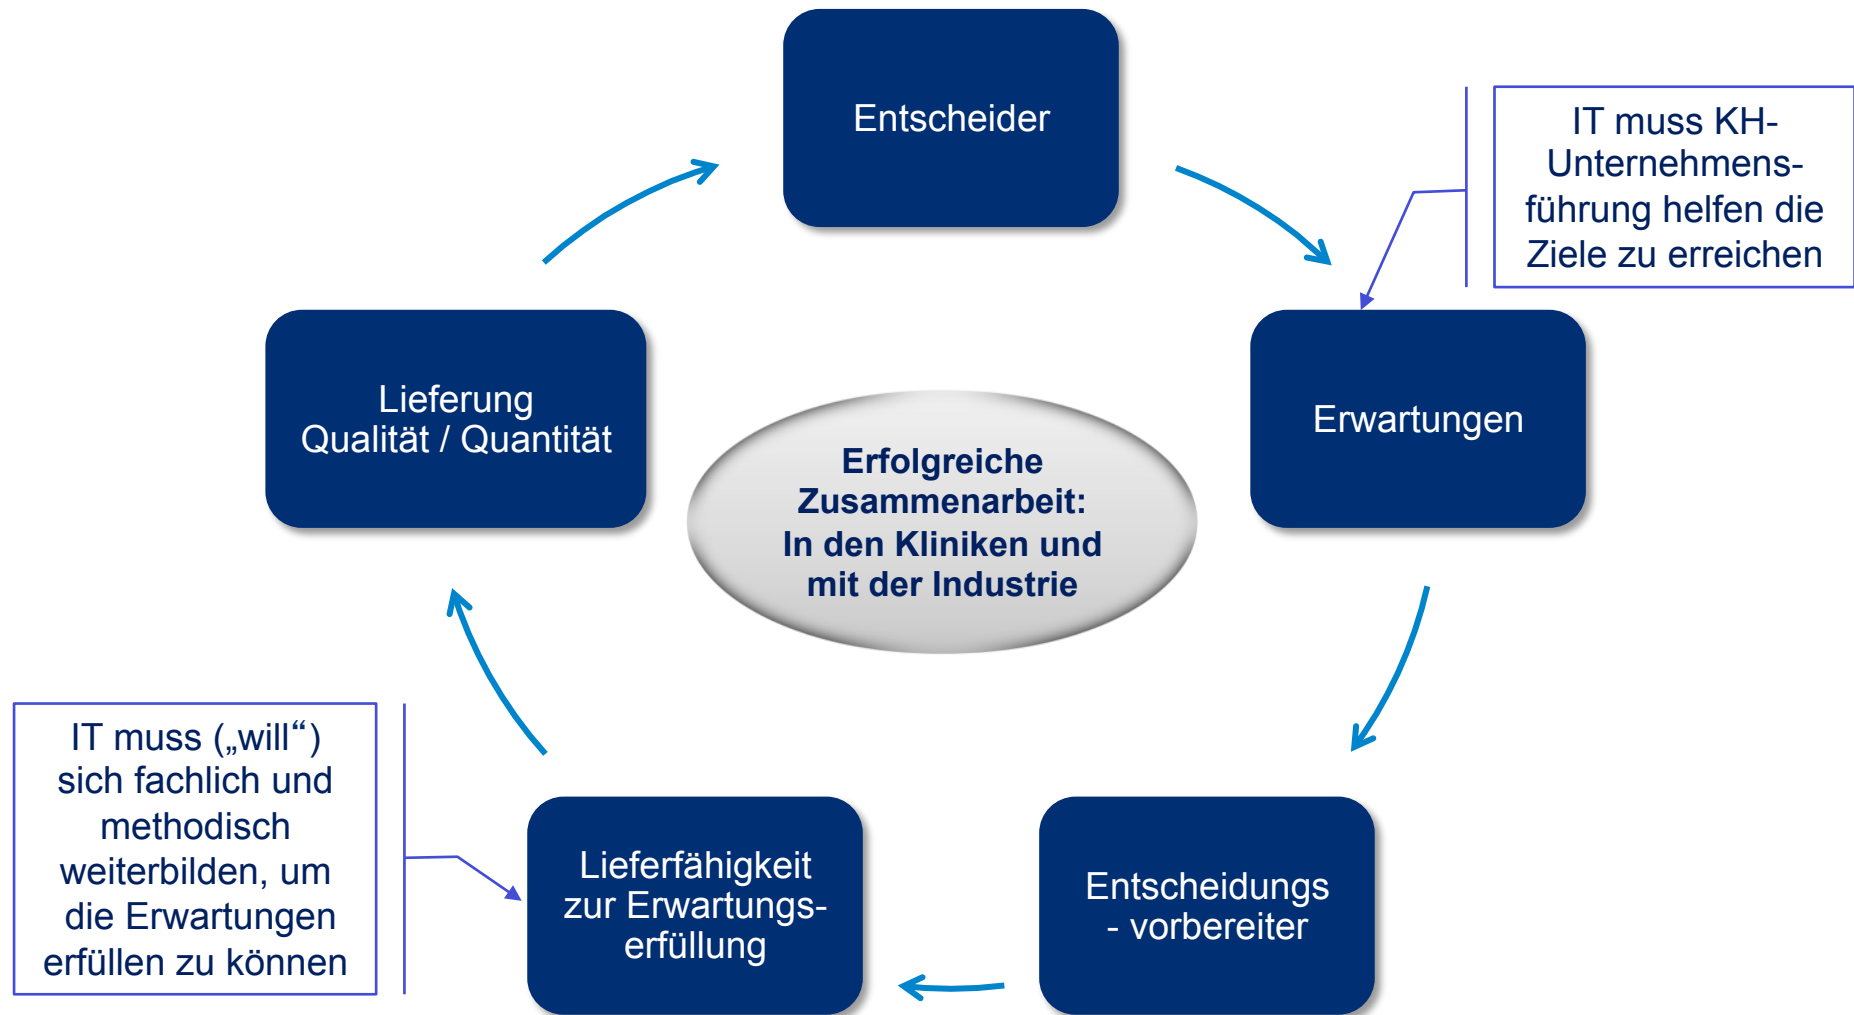 Entscheider
IT muss KH-
Unternehmens-
führung helfen die
Ziele zu erreichen
Lieferung
Qualität / Quantität
Erwartungen
Erfolgreiche
Zusammenarbeit:
In den Kliniken und
mit der Industrie
IT muss („will“)
sich fachlich und
methodisch
weiterbilden, um
die Erwartungen
erfüllen zu können
Lieferfähigkeit
zur Erwartungs-
erfüllung
Entscheidungs
- vorbereiter